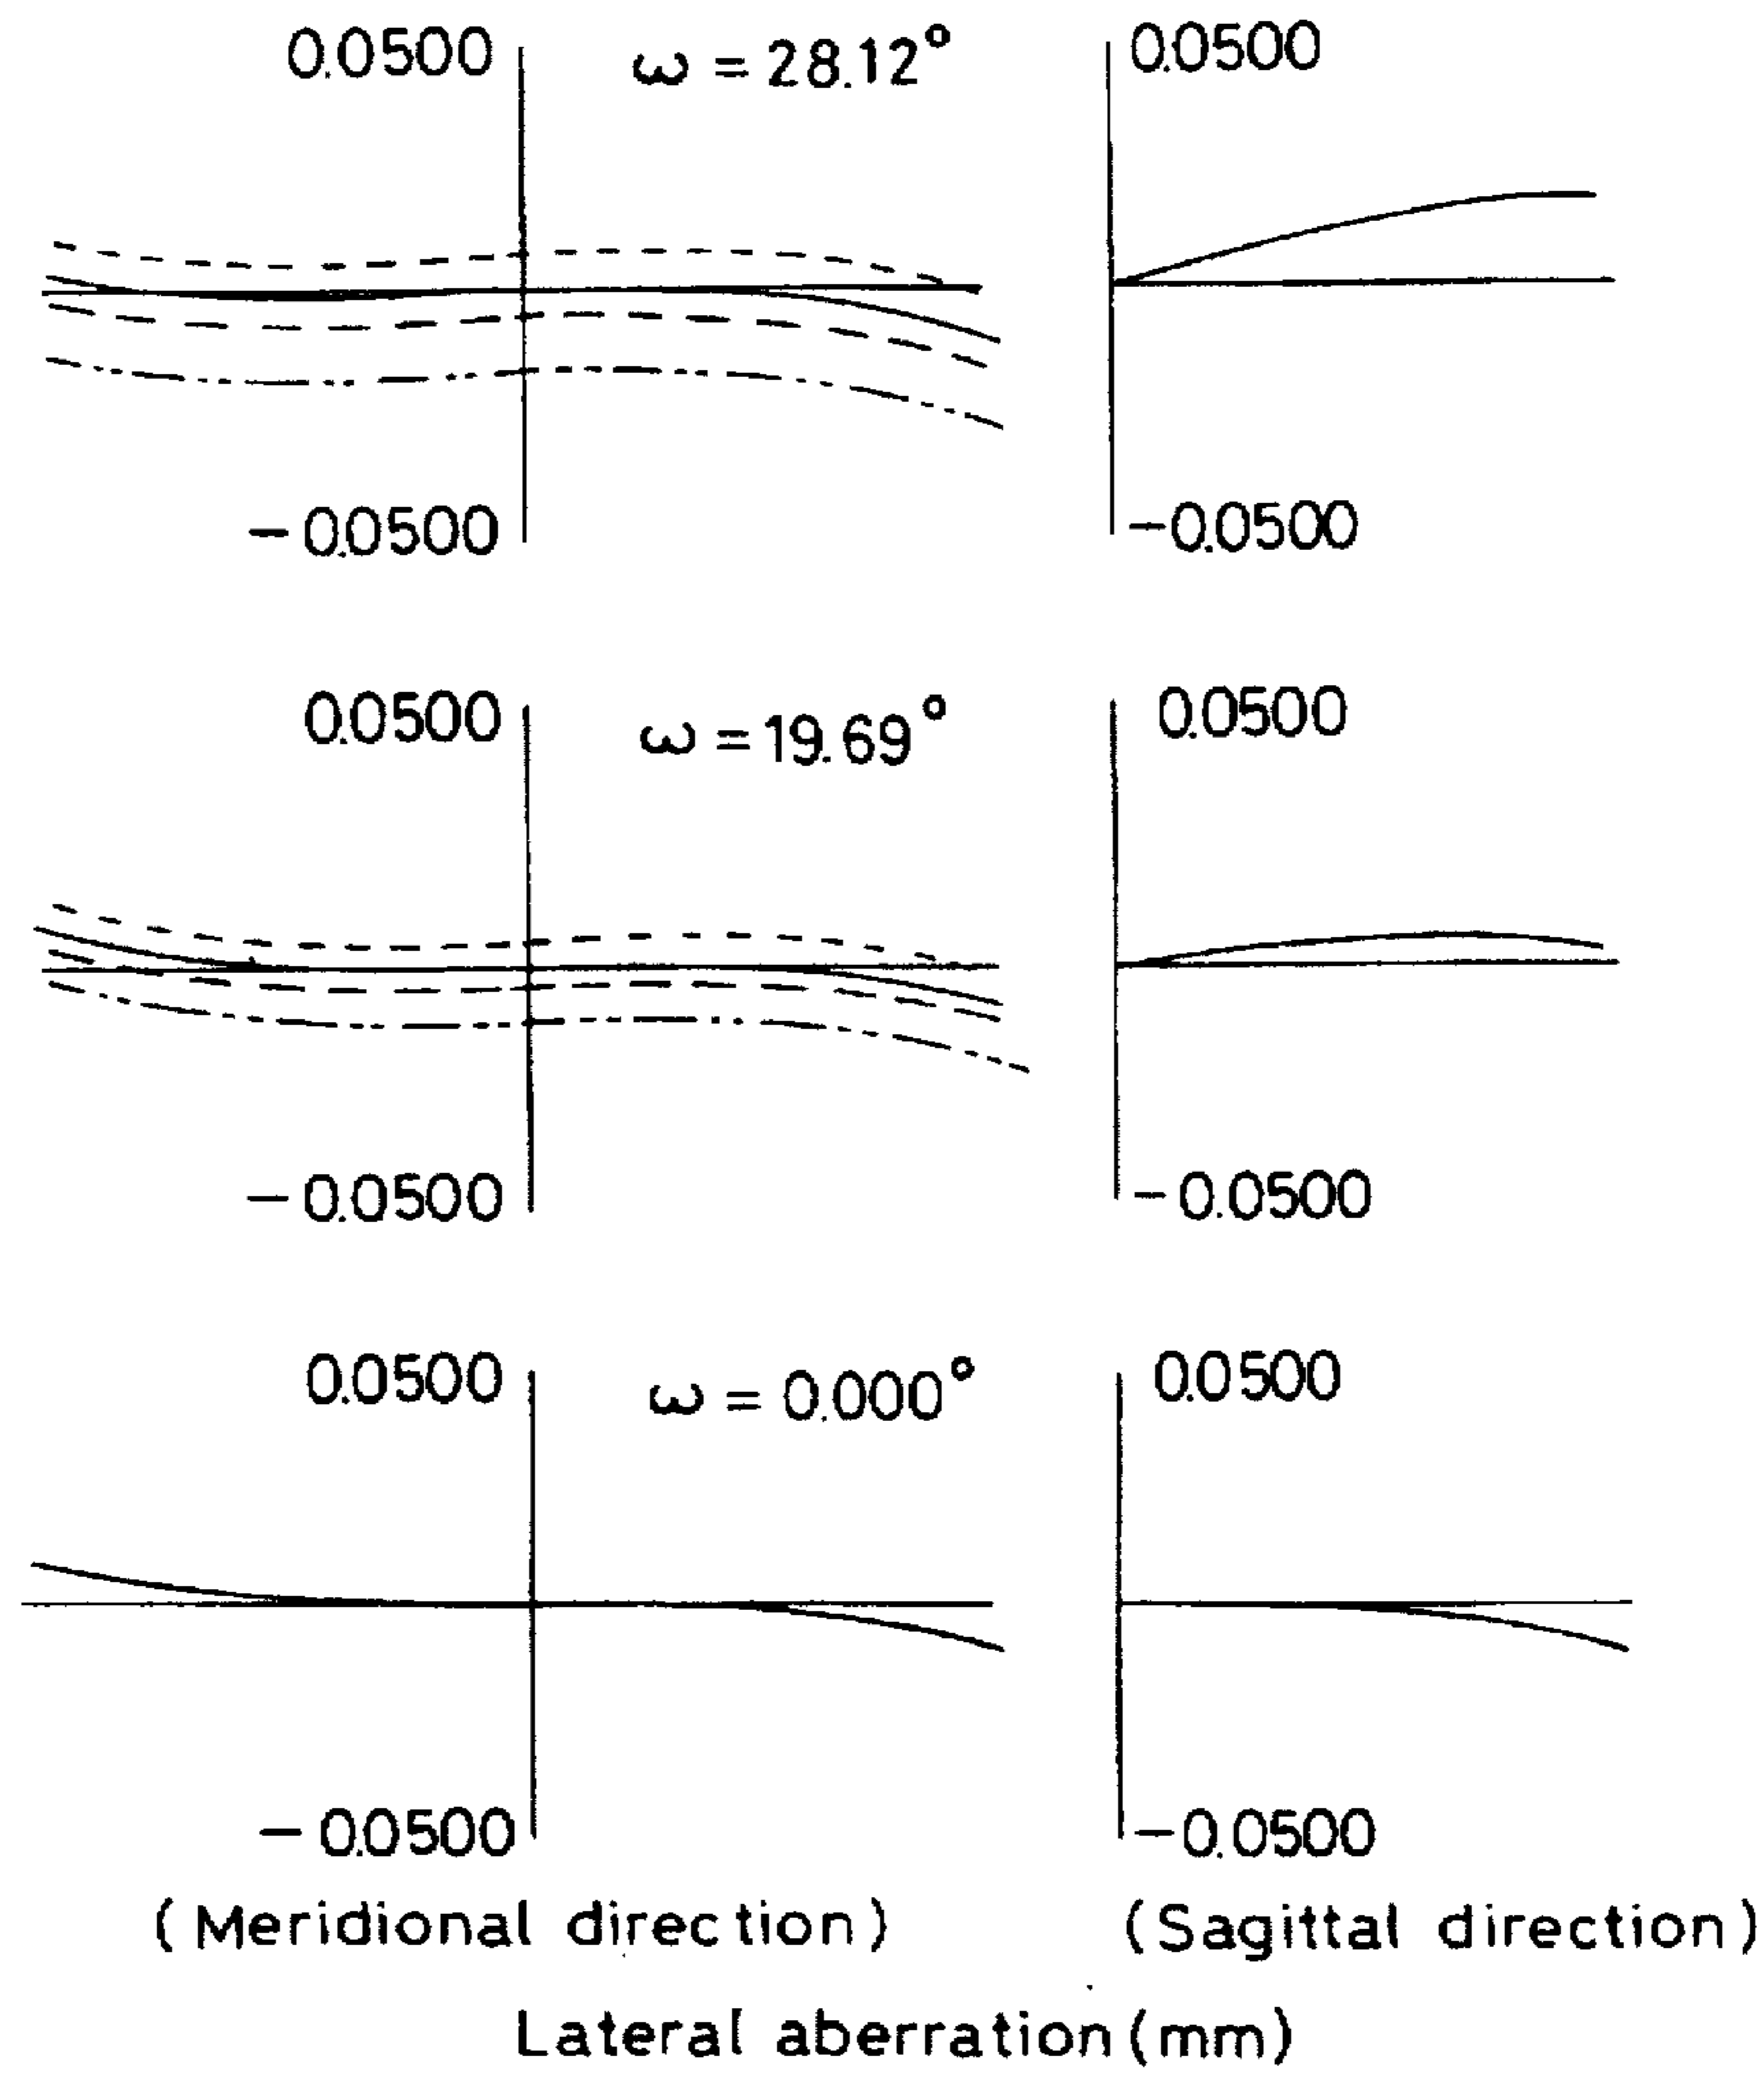 0.0500 ω = 28.12° 0.0500
−0.0500 −0.0500
0.0500 ω = 19.69° 0.0500
−0.0500 −0.0500
0.0500 ω = 0.000° 0.0500
−0.0500 −0.0500
(Meridional direction) (Sagittal direction)
Lateral aberration (mm)